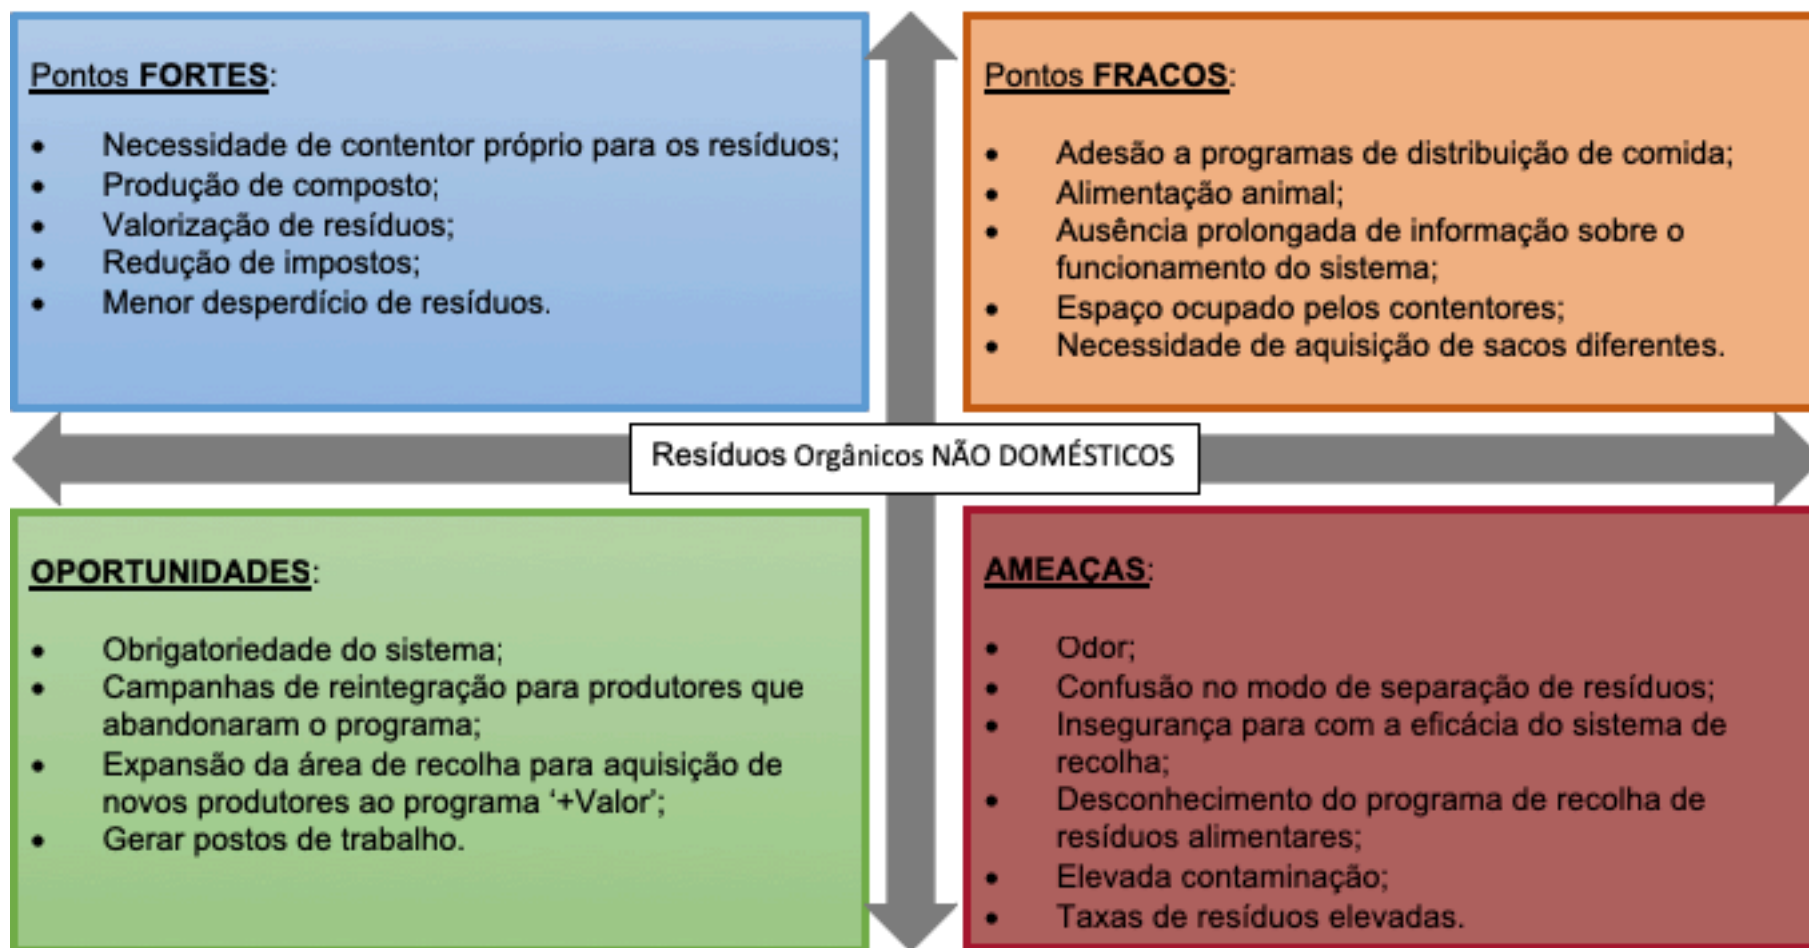 Pontos FORTES:
• Necessidade de contentor próprio para os resíduos;
• Produção de composto;
• Valorização de resíduos;
• Redução de impostos;
• Menor desperdício de resíduos.
Pontos FRACOS:
• Adesão a programas de distribuição de comida;
• Alimentação animal;
• Ausência prolongada de informação sobre o
funcionamento do sistema;
• Espaço ocupado pelos contentores;
• Necessidade de aquisição de sacos diferentes.
Resíduos Orgânicos NÃO DOMÉSTICOS
OPORTUNIDADES:
• Obrigatoriedade do sistema;
• Campanhas de reintegração para produtores que
abandonaram o programa;
• Expansão da área de recolha para aquisição de
novos produtores ao programa ‘+Valor’;
• Gerar postos de trabalho.
AMEAÇAS:
• Odor;
• Confusão no modo de separação de resíduos;
• Insegurança para com a eficácia do sistema de
recolha;
• Desconhecimento do programa de recolha de
resíduos alimentares;
• Elevada contaminação;
• Taxas de resíduos elevadas.